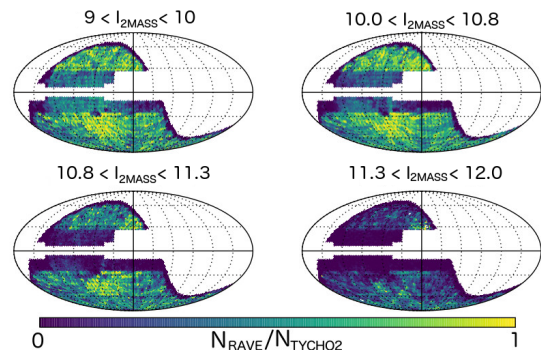 9 < I2MASS < 10
10.0 < I2MASS < 10.8
10.8 < I2MASS < 11.3
11.3 < I2MASS < 12.0
0
NRAVE/NTYCHO2
1